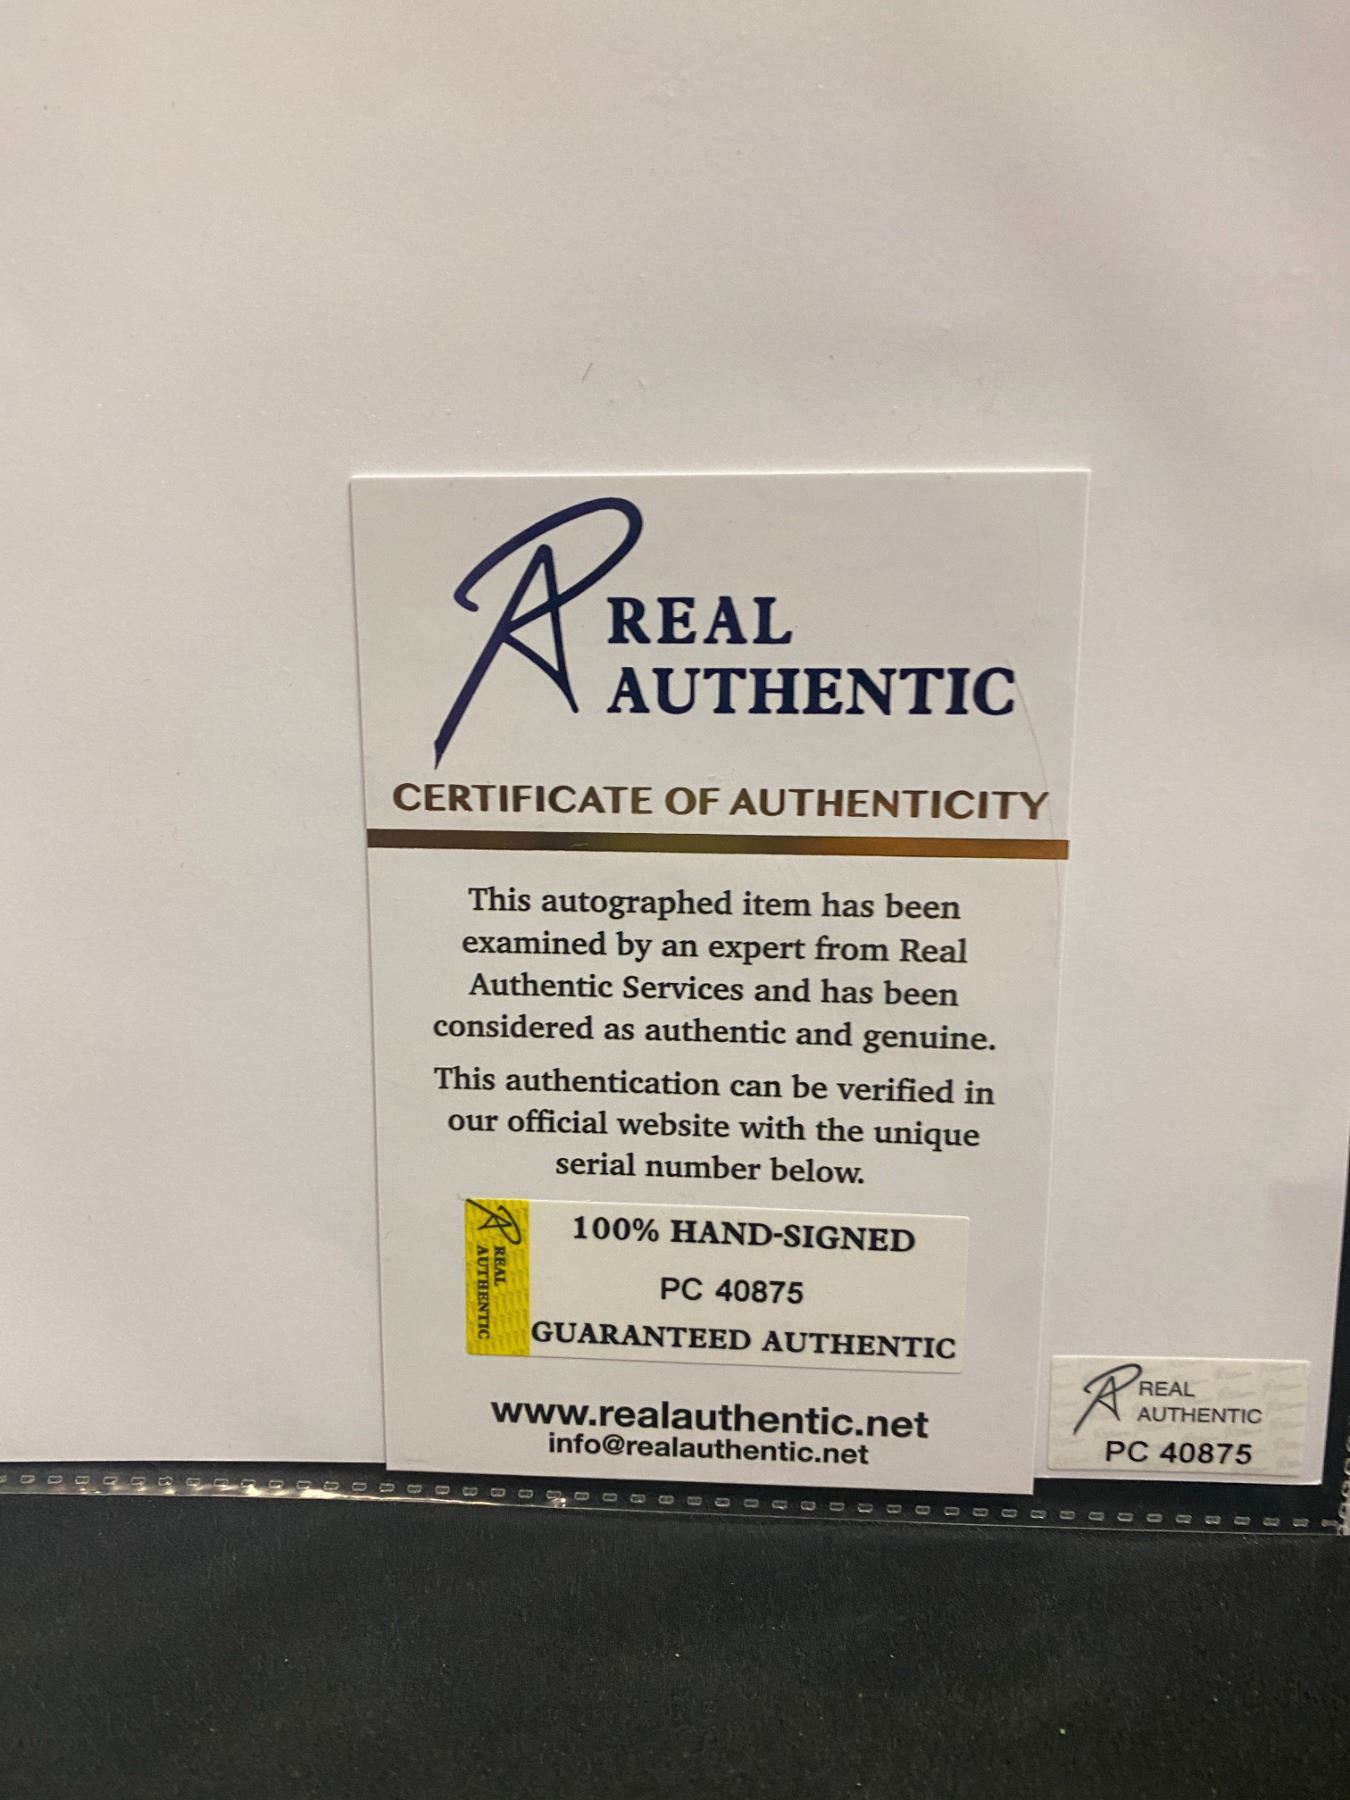 REAL
AUTHENTIC
CERTIFICATE OF AUTHENTICITY
This autographed item has been
examined by an expert from Real
Authentic Services and has been
considered as authentic and genuine.
This authentication can be verified in
our official website with the unique
serial number below.
REAL
AUTHENTIC
100% HAND-SIGNED
PC 40875
GUARANTEED AUTHENTIC
www.realauthentic.net
info@realauthentic.net
REAL
AUTHENTIC
PC 40875